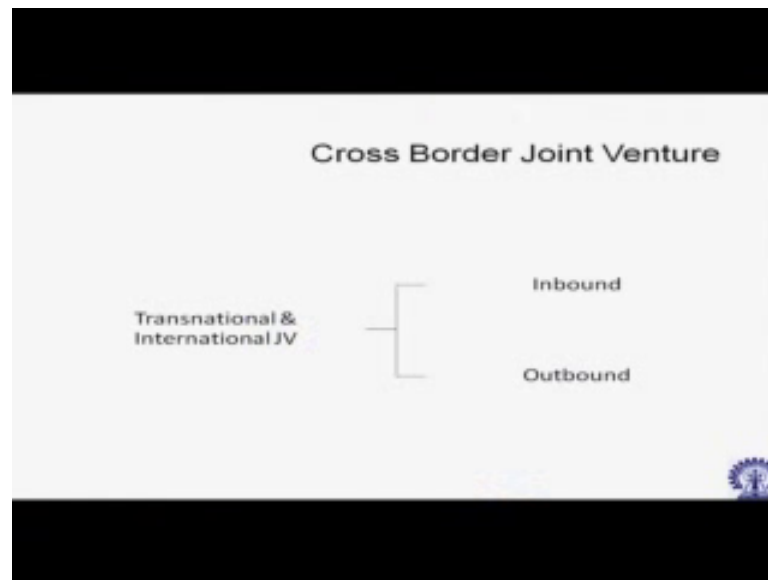 Cross Border Joint Venture
Inbound
Transnational &
International JV
Outbound